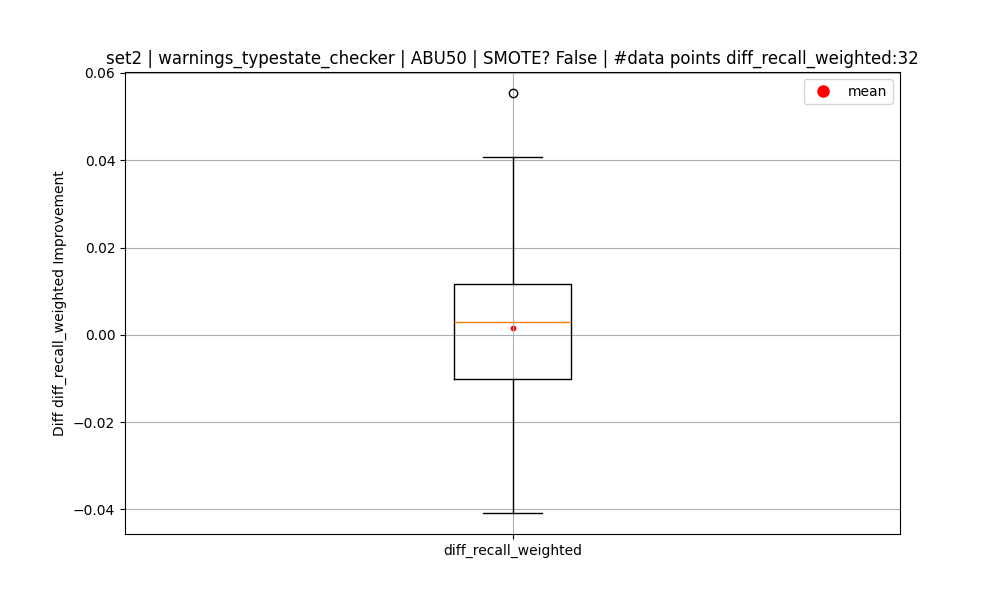 set2 | warnings_typestate_checker | ABU50 | SMOTE? False | #data points diff_recall_weighted:32
mean
Diff diff_recall_weighted Improvement
0.06
0.04
0.02
0.00
−0.02
−0.04
diff_recall_weighted